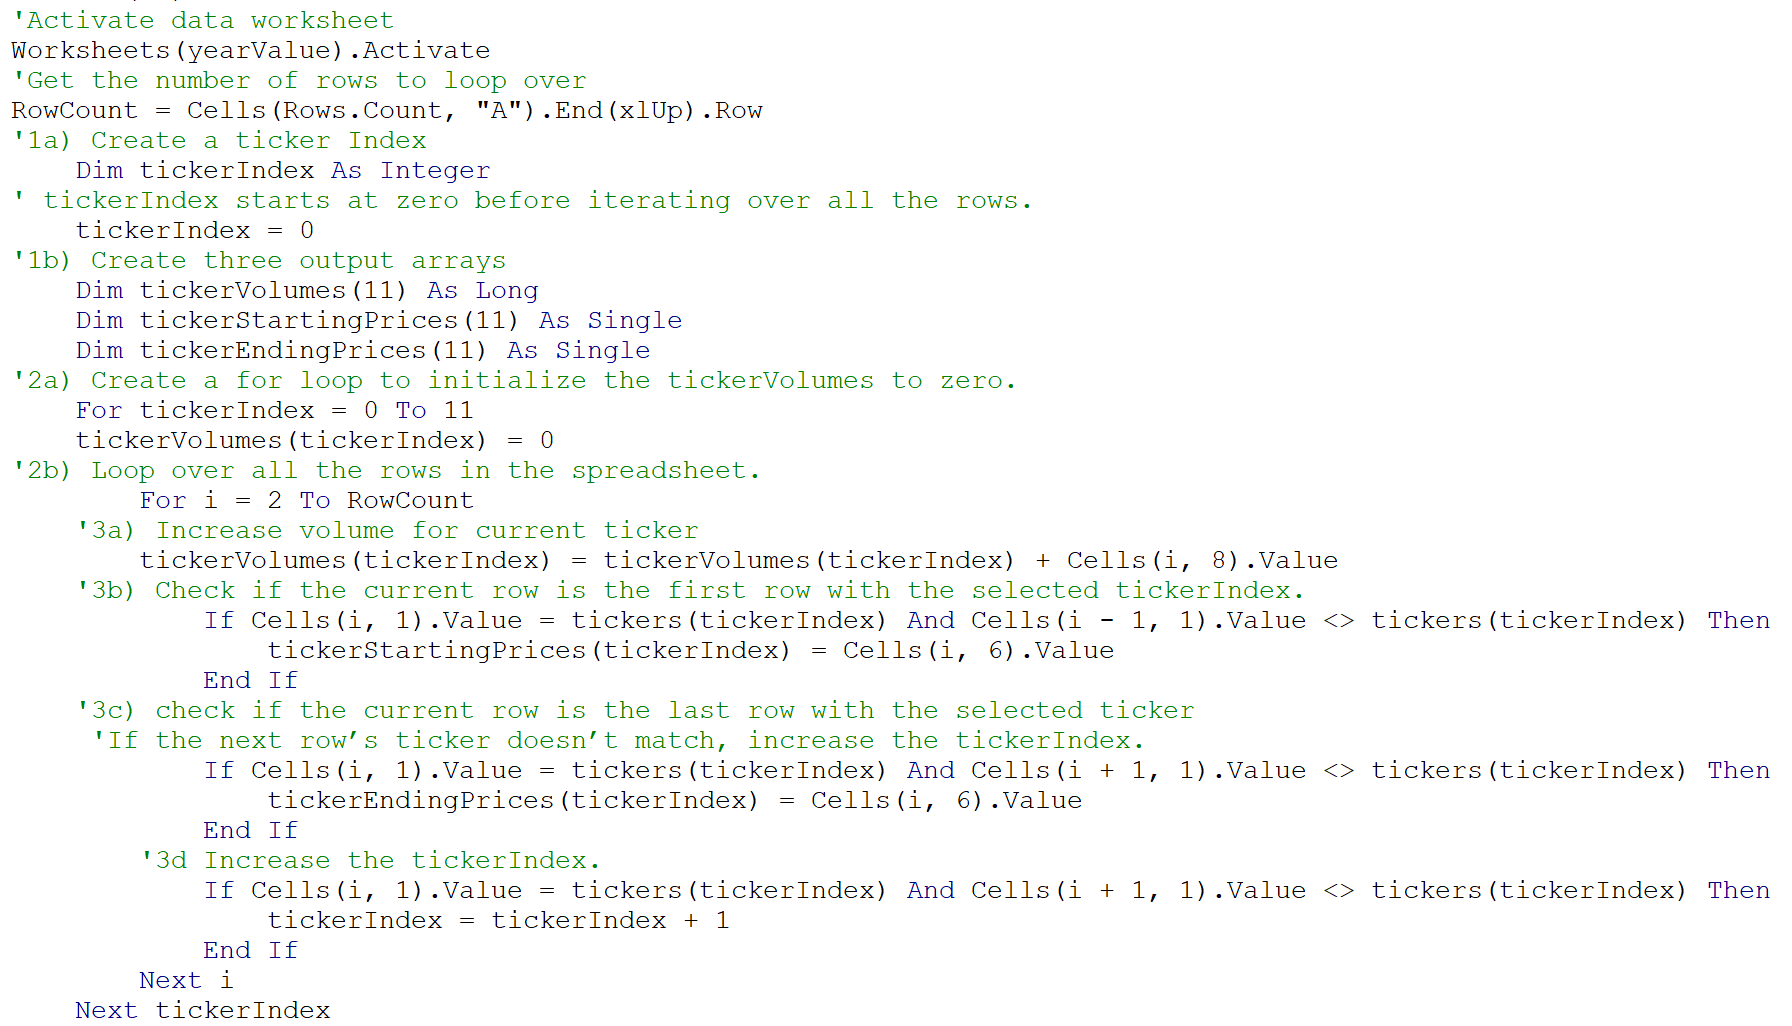 'Activate data worksheet
Worksheets(yearValue).Activate
'Get the number of rows to loop over
RowCount = Cells(Rows.Count, "A").End(xlUp).Row
'1a) Create a ticker Index
Dim tickerIndex As Integer
' tickerIndex starts at zero before iterating over all the rows.
tickerIndex = 0
'1b) Create three output arrays
Dim tickerVolumes(11) As Long
Dim tickerStartingPrices(11) As Single
Dim tickerEndingPrices(11) As Single
'2a) Create a for loop to initialize the tickerVolumes to zero.
For tickerIndex = 0 To 11
tickerVolumes(tickerIndex) = 0
'2b) Loop over all the rows in the spreadsheet.
For i = 2 To RowCount
'3a) Increase volume for current ticker
tickerVolumes(tickerIndex) = tickerVolumes(tickerIndex) + Cells(i, 8).Value
'3b) Check if the current row is the first row with the selected tickerIndex.
If Cells(i, 1).Value = tickers(tickerIndex) And Cells(i - 1, 1).Value <> tickers(tickerIndex) Then
tickerStartingPrices(tickerIndex) = Cells(i, 6).Value
End If
'3c) check if the current row is the last row with the selected ticker
'If the next row’s ticker doesn’t match, increase the tickerIndex.
If Cells(i, 1).Value = tickers(tickerIndex) And Cells(i + 1, 1).Value <> tickers(tickerIndex) Then
tickerEndingPrices(tickerIndex) = Cells(i, 6).Value
End If
'3d Increase the tickerIndex.
If Cells(i, 1).Value = tickers(tickerIndex) And Cells(i + 1, 1).Value <> tickers(tickerIndex) Then
tickerIndex = tickerIndex + 1
End If
Next i
Next tickerIndex